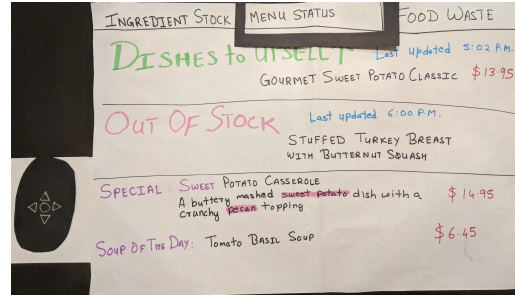 INGREDIENT STOCK
MENU STATUS
FOOD WASTE
DISHES to UPSELL
Last updated 5:02 P.M.
GOURMET SWEET POTATO CLASSIC $13.95
OUT OF STOCK
Last updated 6:00 P.M.
STUFFED TURKEY BREAST
WITH BUTTERNUT SQUASH
SPECIAL: SWEET POTATO CASSEROLE
A buttery mashed sweet potato dish with a $14.95
crunchy pecan topping
SOUP OF THE DAY: TOMATO BASIL SOUP $6.45